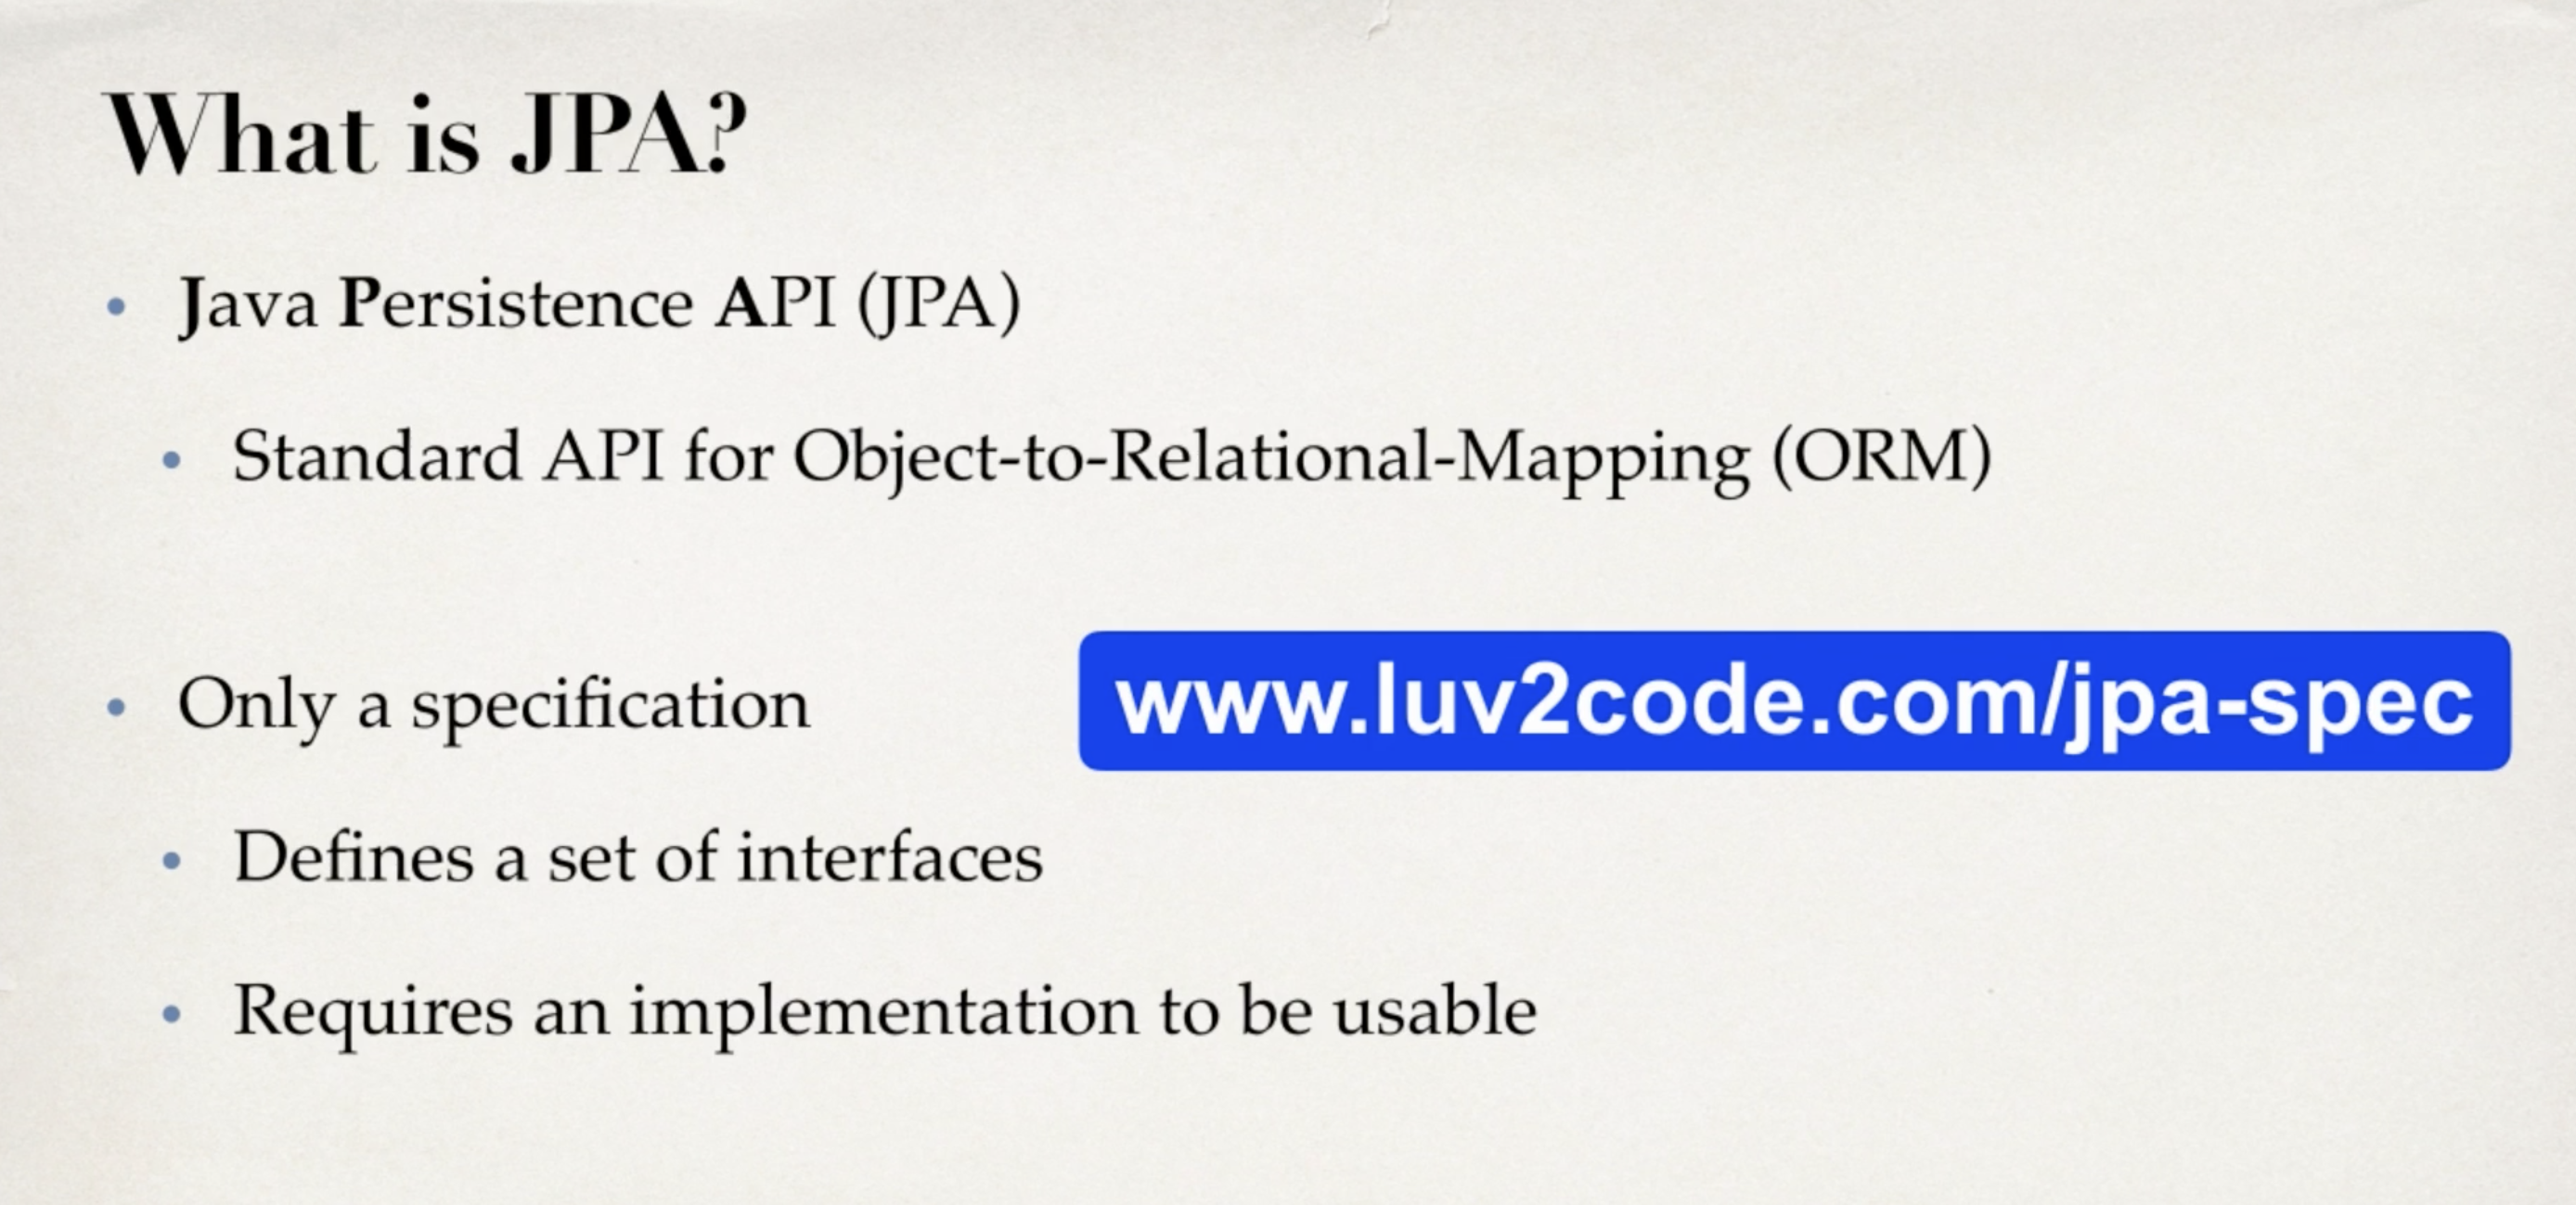 What is JPA?
Java Persistence API (JPA)
Standard API for Object-to-Relational-Mapping (ORM)
Only a specification
www.luv2code.com/jpa-spec
Defines a set of interfaces
Requires an implementation to be usable